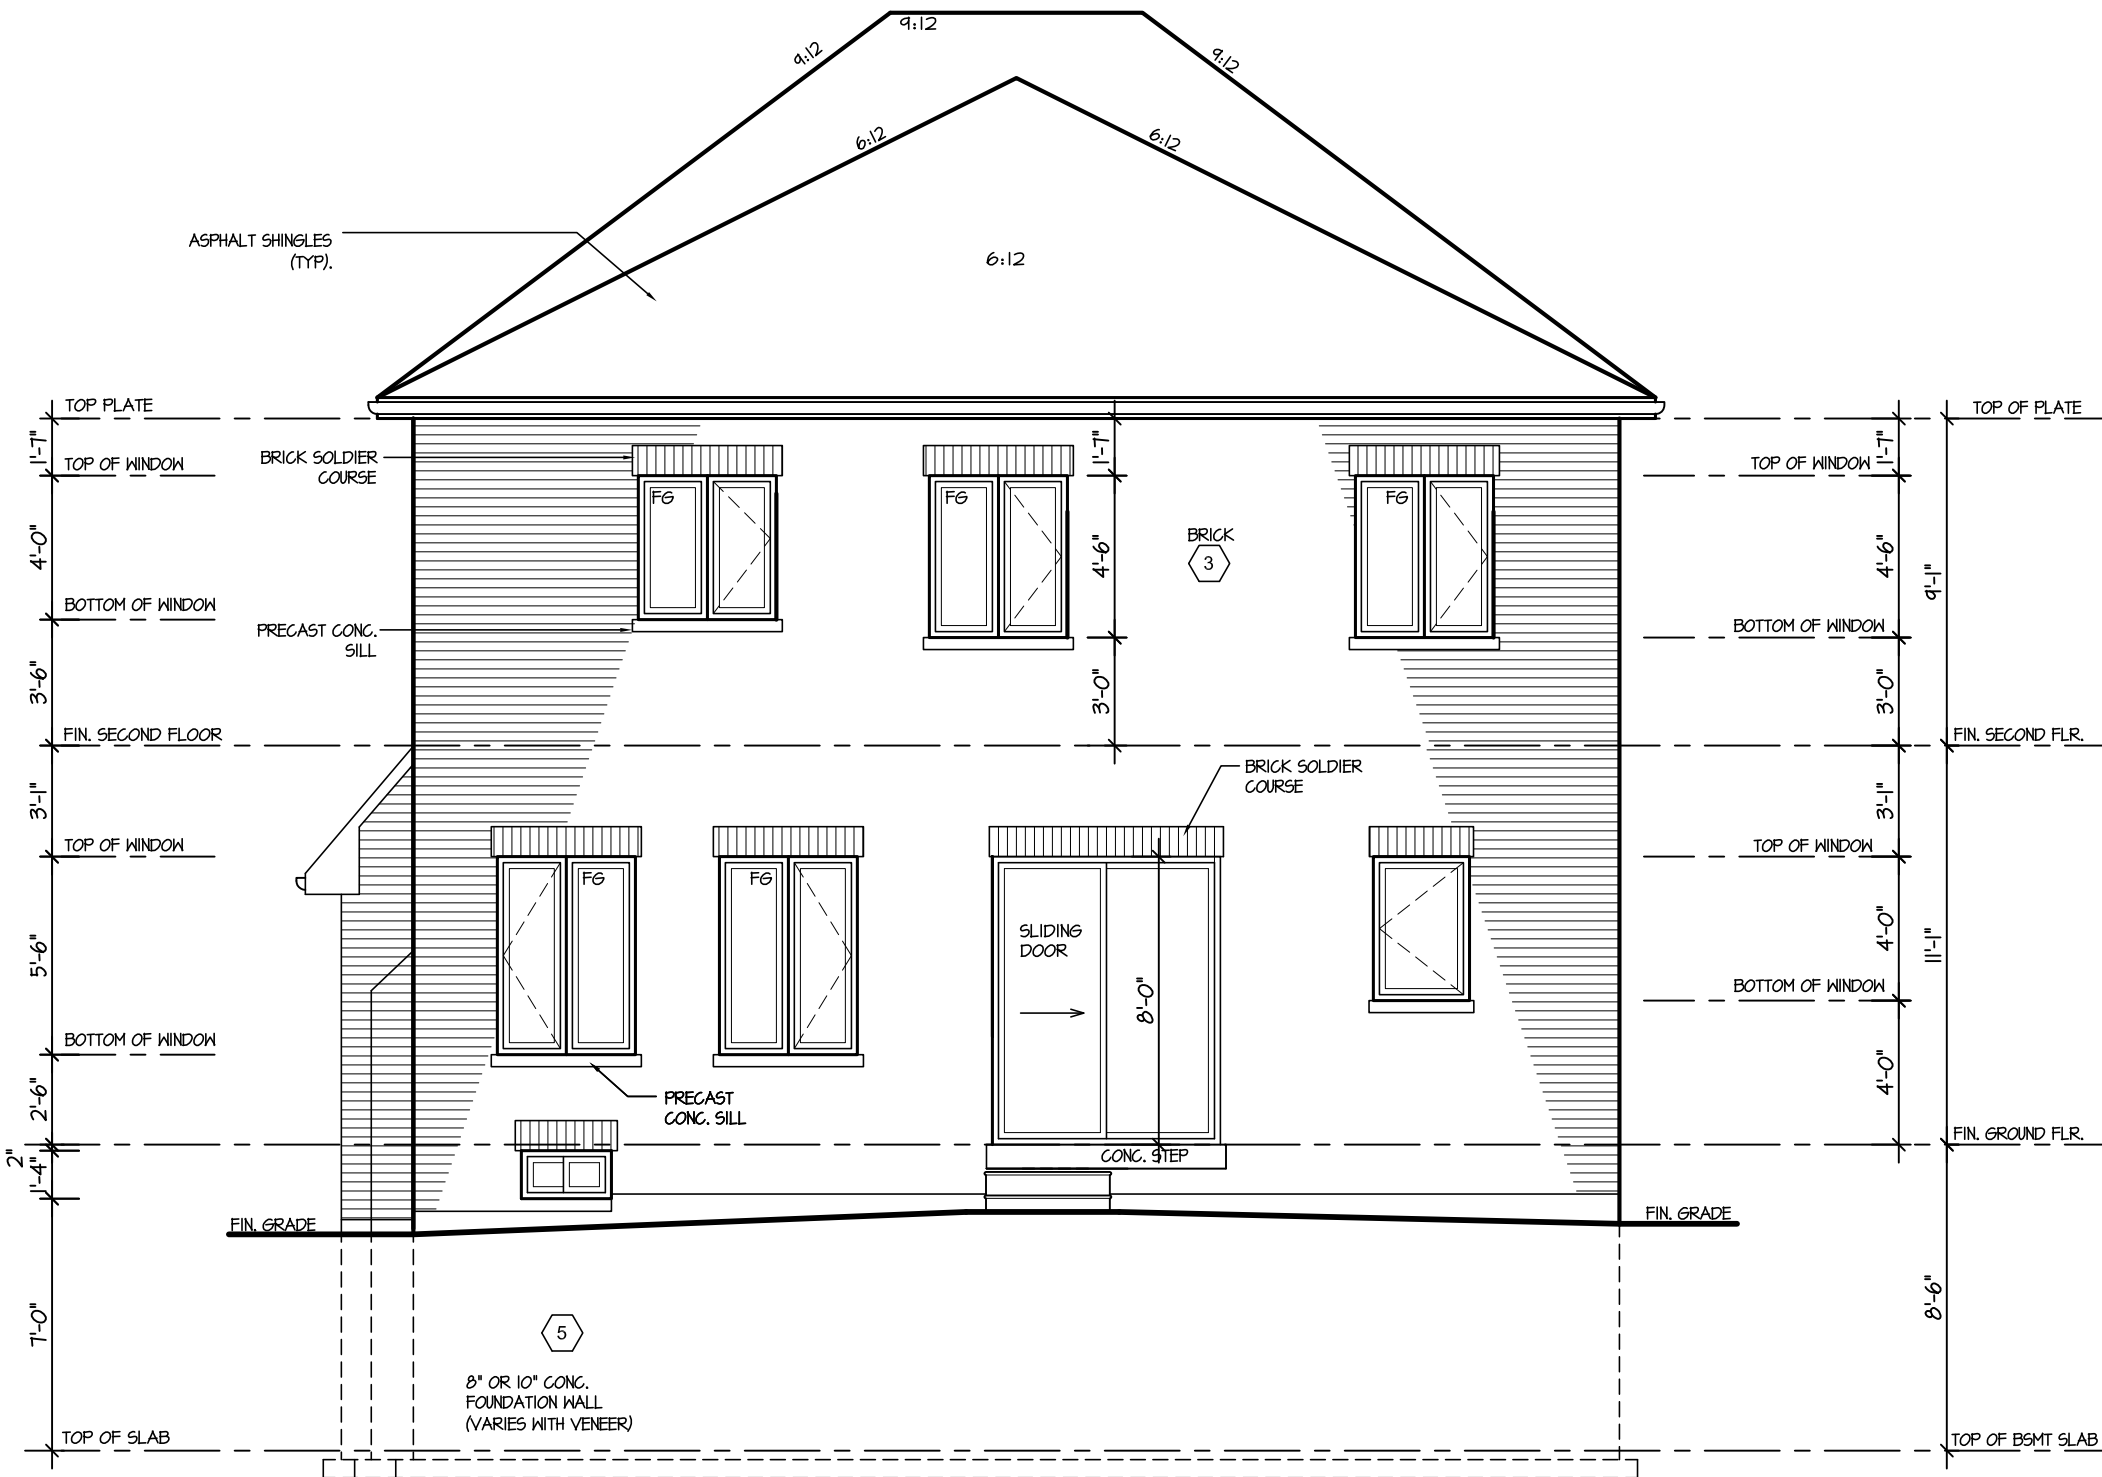 9:12
9:12
9:12
6:12
6:12
ASPHALT SHINGLES
(TYP).
6:12
TOP PLATE
TOP OF PLATE
1'-7"
BRICK SOLDIER
COURSE
TOP OF WINDOW
1'-7"
TOP OF WINDOW
1'-7"
FG
FG
FG
4'-0"
BRICK
3
4'-6"
4'-6"
9'-1"
BOTTOM OF WINDOW
PRECAST CONC.
SILL
BOTTOM OF WINDOW
3'-6"
3'-0"
3'-0"
FIN. SECOND FLOOR
FIN. SECOND FLR.
BRICK SOLDIER
COURSE
3'-1"
3'-1"
TOP OF WINDOW
TOP OF WINDOW
FG
FG
SLIDING
DOOR
5'-6"
8'-0"
4'-0"
11'-1"
BOTTOM OF WINDOW
BOTTOM OF WINDOW
2'-6"
PRECAST
CONC. SILL
4'-0"
FIN. GROUND FLR.
2"
1'-4"
CONC. STEP
FIN. GRADE
FIN. GRADE
7'-0"
5
8'-6"
8" OR 10" CONC.
FOUNDATION WALL
(VARIES WITH VENEER)
TOP OF SLAB
TOP OF BSMT SLAB